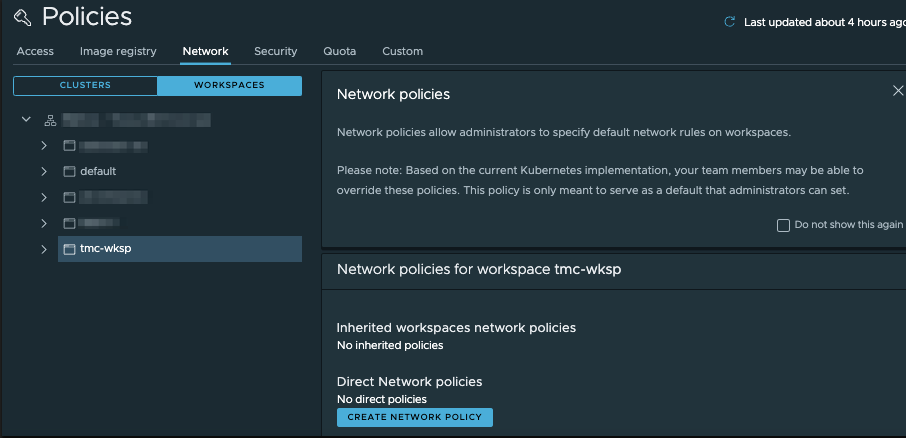 Policies
Last updated about 4 hours ago
Access Image registry Network Security Quota Custom
CLUSTERS WORKSPACES
default
tmc-wksp
Network policies
Network policies allow administrators to specify default network rules on workspaces.
Please note: Based on the current Kubernetes implementation, your team members may be able to
override these policies. This policy is only meant to serve as a default that administrators can set.
Do not show this again
Network policies for workspace tmc-wksp
Inherited workspaces network policies
No inherited policies
Direct Network policies
No direct policies
CREATE NETWORK POLICY